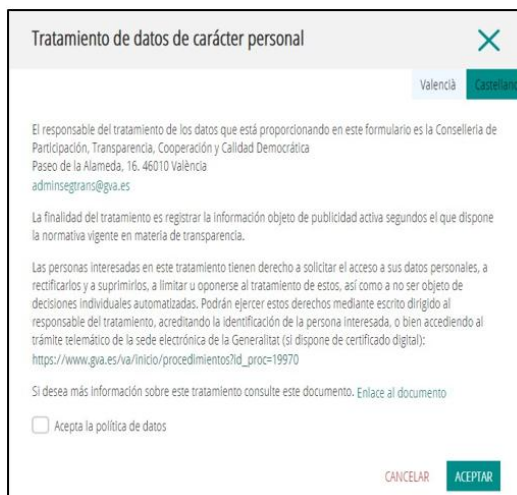 Tratamiento de datos de carácter personal
Valencià Castellano
El responsable del tratamiento de los datos que está proporcionando en este formulario es la Conselleria de
Participación, Transparencia, Cooperación y Calidad Democrática
Paseo de la Alameda, 16. 46010 València
adminsegtrans@gva.es
La finalidad del tratamiento es registrar la información objeto de publicidad activa segundos el que dispone
la normativa vigente en materia de transparencia.
Las personas interesadas en este tratamiento tienen derecho a solicitar el acceso a sus datos personales, a
rectificarlos y a suprimirlos, a limitar u oponerse al tratamiento de estos, así como a no ser objeto de
decisiones individuales automatizadas. Podrán ejercer estos derechos mediante escrito dirigido al
responsable del tratamiento, acreditando la identificación de la persona interesada, o bien accediendo al
trámite telemático de la sede electrónica de la Generalitat (si dispone de certificado digital):
https://www.gva.es/va/inicio/procedimientos?id_proc=19970
Si desea más información sobre este tratamiento consulte este documento. Enlace al documento
Acepta la política de datos
CANCELAR ACEPTAR